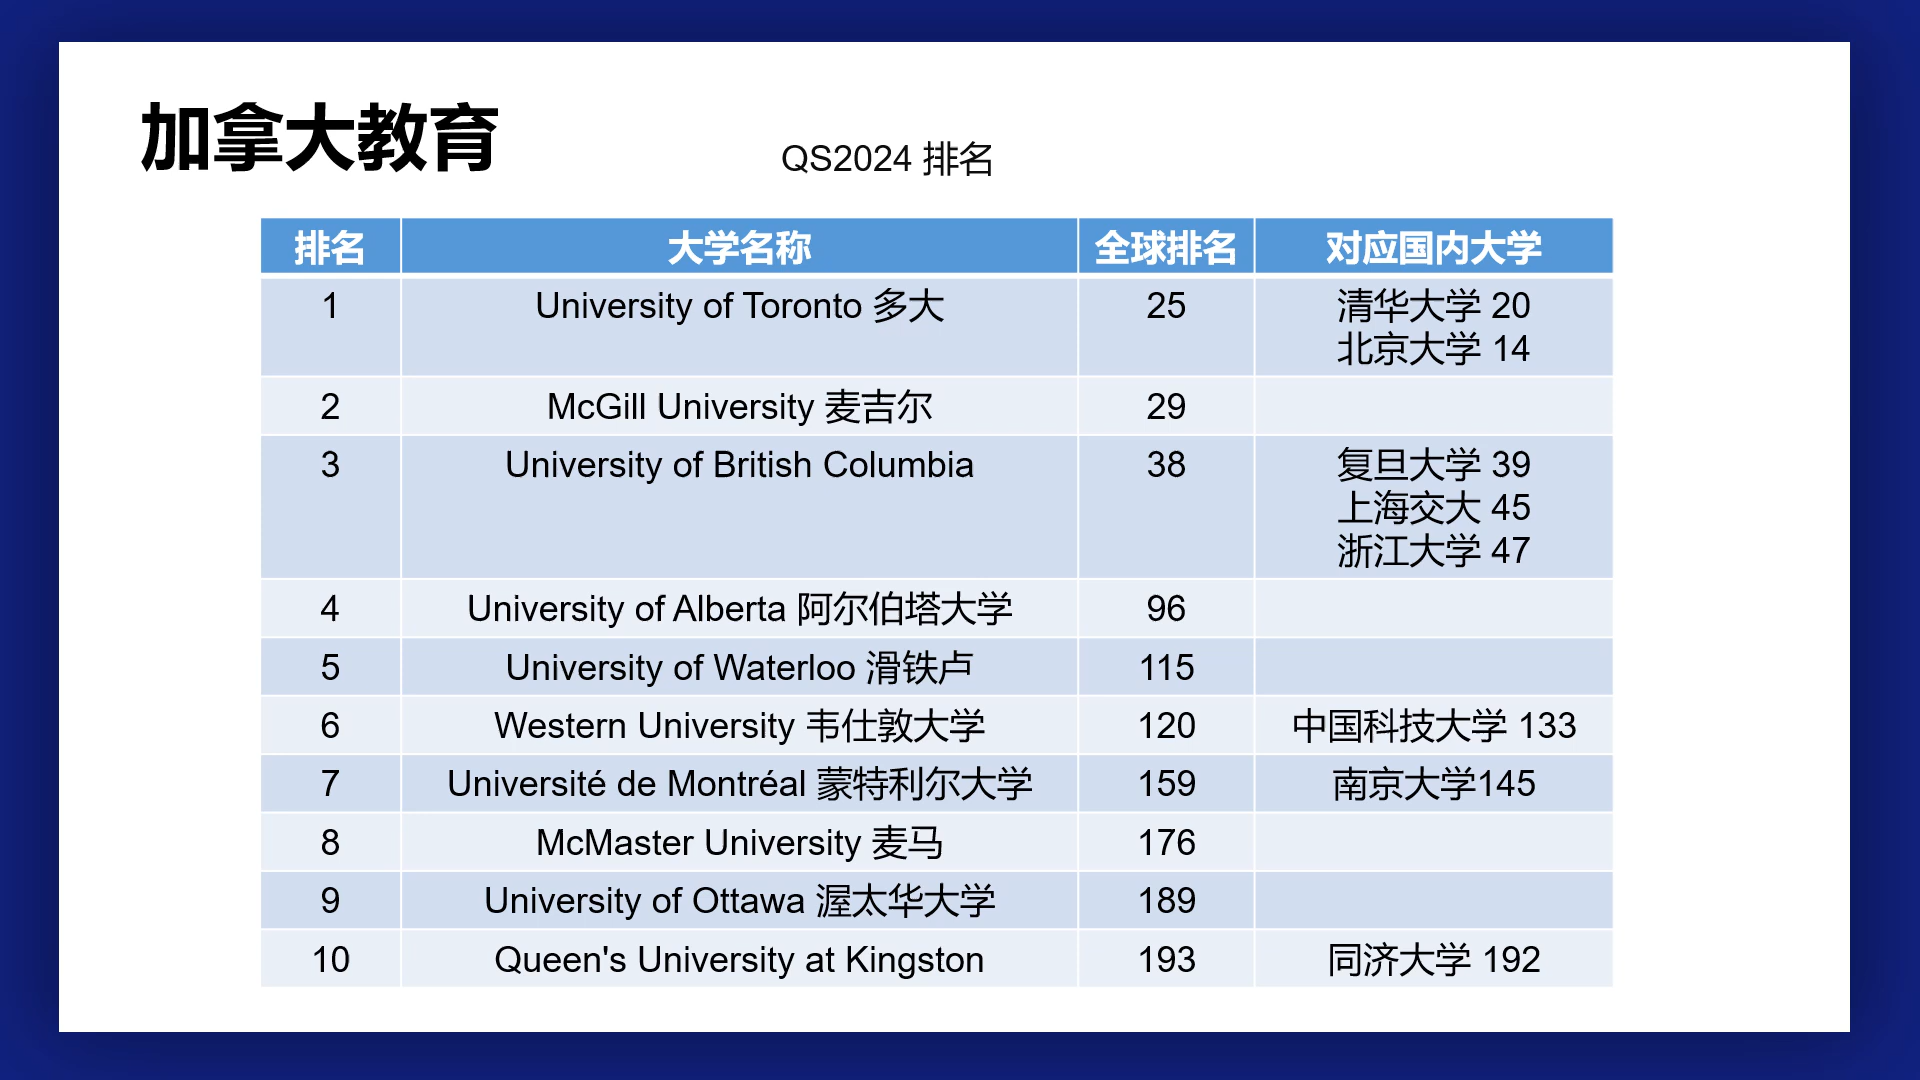 加拿大教育
QS2024 排名
排名 大学名称 全球排名 对应国内大学
1 University of Toronto 多大 25 清华大学 20
北京大学 14
2 McGill University 麦吉尔 29
3 University of British Columbia 38 复旦大学 39
上海交大 45
浙江大学 47
4 University of Alberta 阿尔伯塔大学 96
5 University of Waterloo 滑铁卢 115
6 Western University 韦仕敦大学 120 中国科技大学 133
7 Université de Montréal 蒙特利尔大学 159 南京大学145
8 McMaster University 麦马 176
9 University of Ottawa 渥太华大学 189
10 Queen's University at Kingston 193 同济大学 192